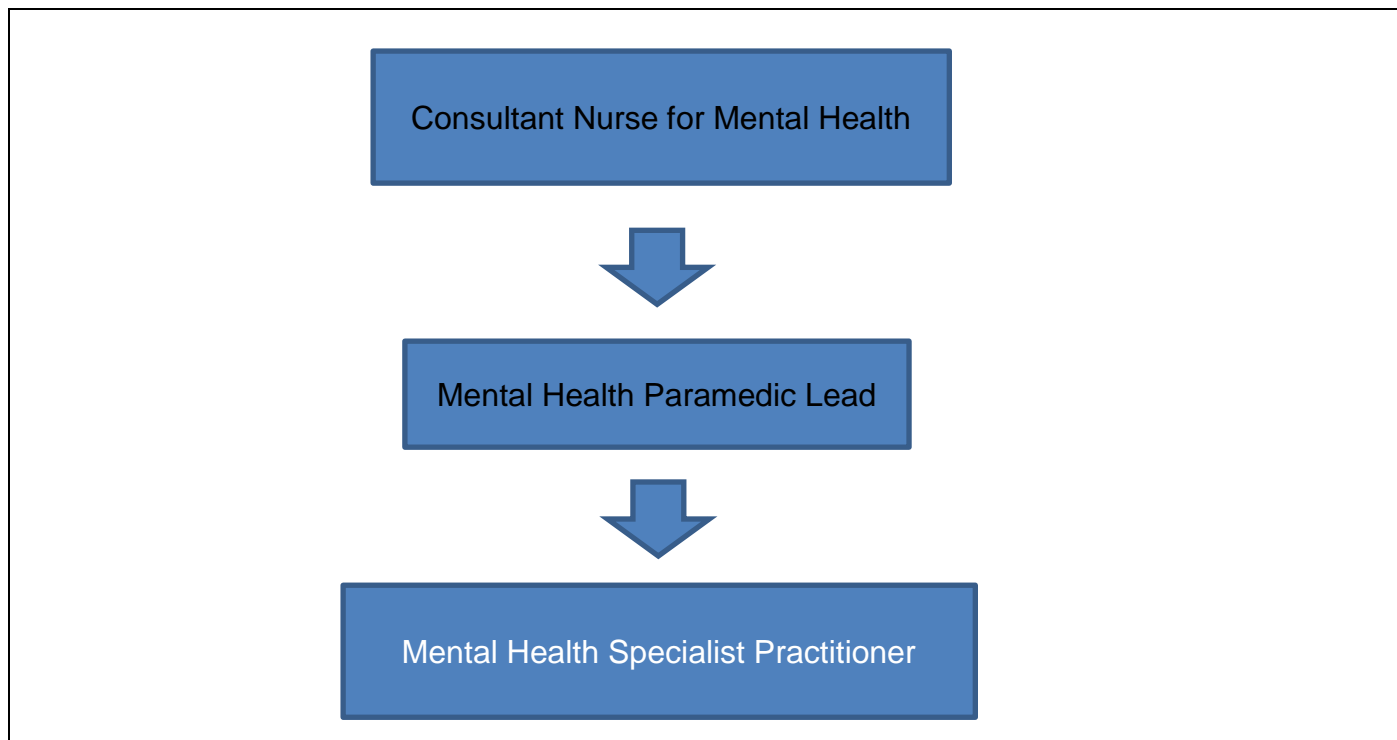 Consultant Nurse for Mental Health
Mental Health Paramedic Lead
Mental Health Specialist Practitioner